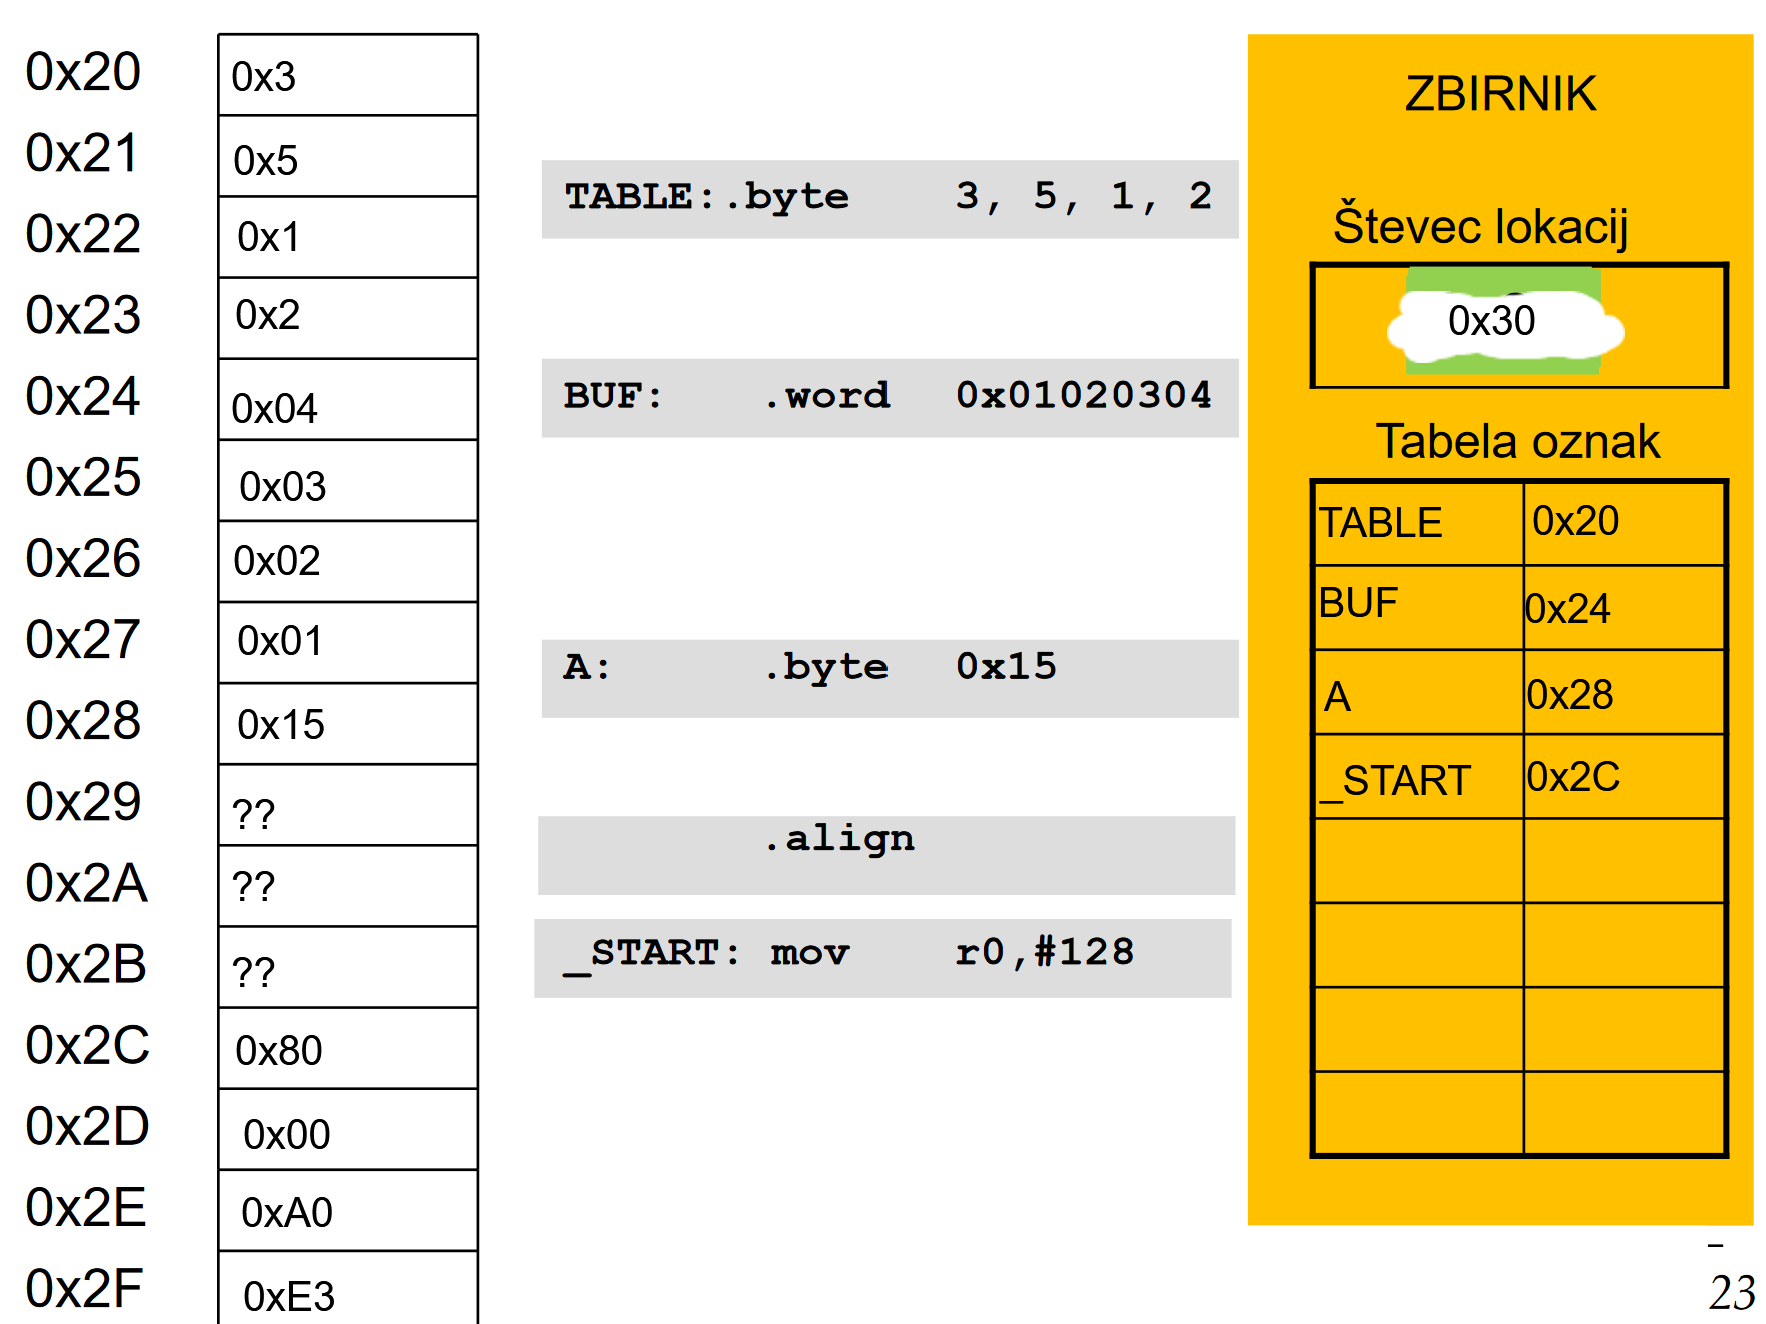 0x20 0x3
0x21 0x5
0x22 0x1
0x23 0x2
0x24 0x04
0x25 0x03
0x26 0x02
0x27 0x01
0x28 0x15
0x29 ??
0x2A ??
0x2B ??
0x2C 0x80
0x2D 0x00
0x2E 0xA0
0x2F 0xE3
TABLE:.byte 3, 5, 1, 2
BUF: .word 0x01020304
A: .byte 0x15
.align
_START: mov r0,#128
ZBIRNIK
Števec lokacij
0x30
Tabela oznak
TABLE 0x20
BUF 0x24
A 0x28
_START 0x2C
–
23